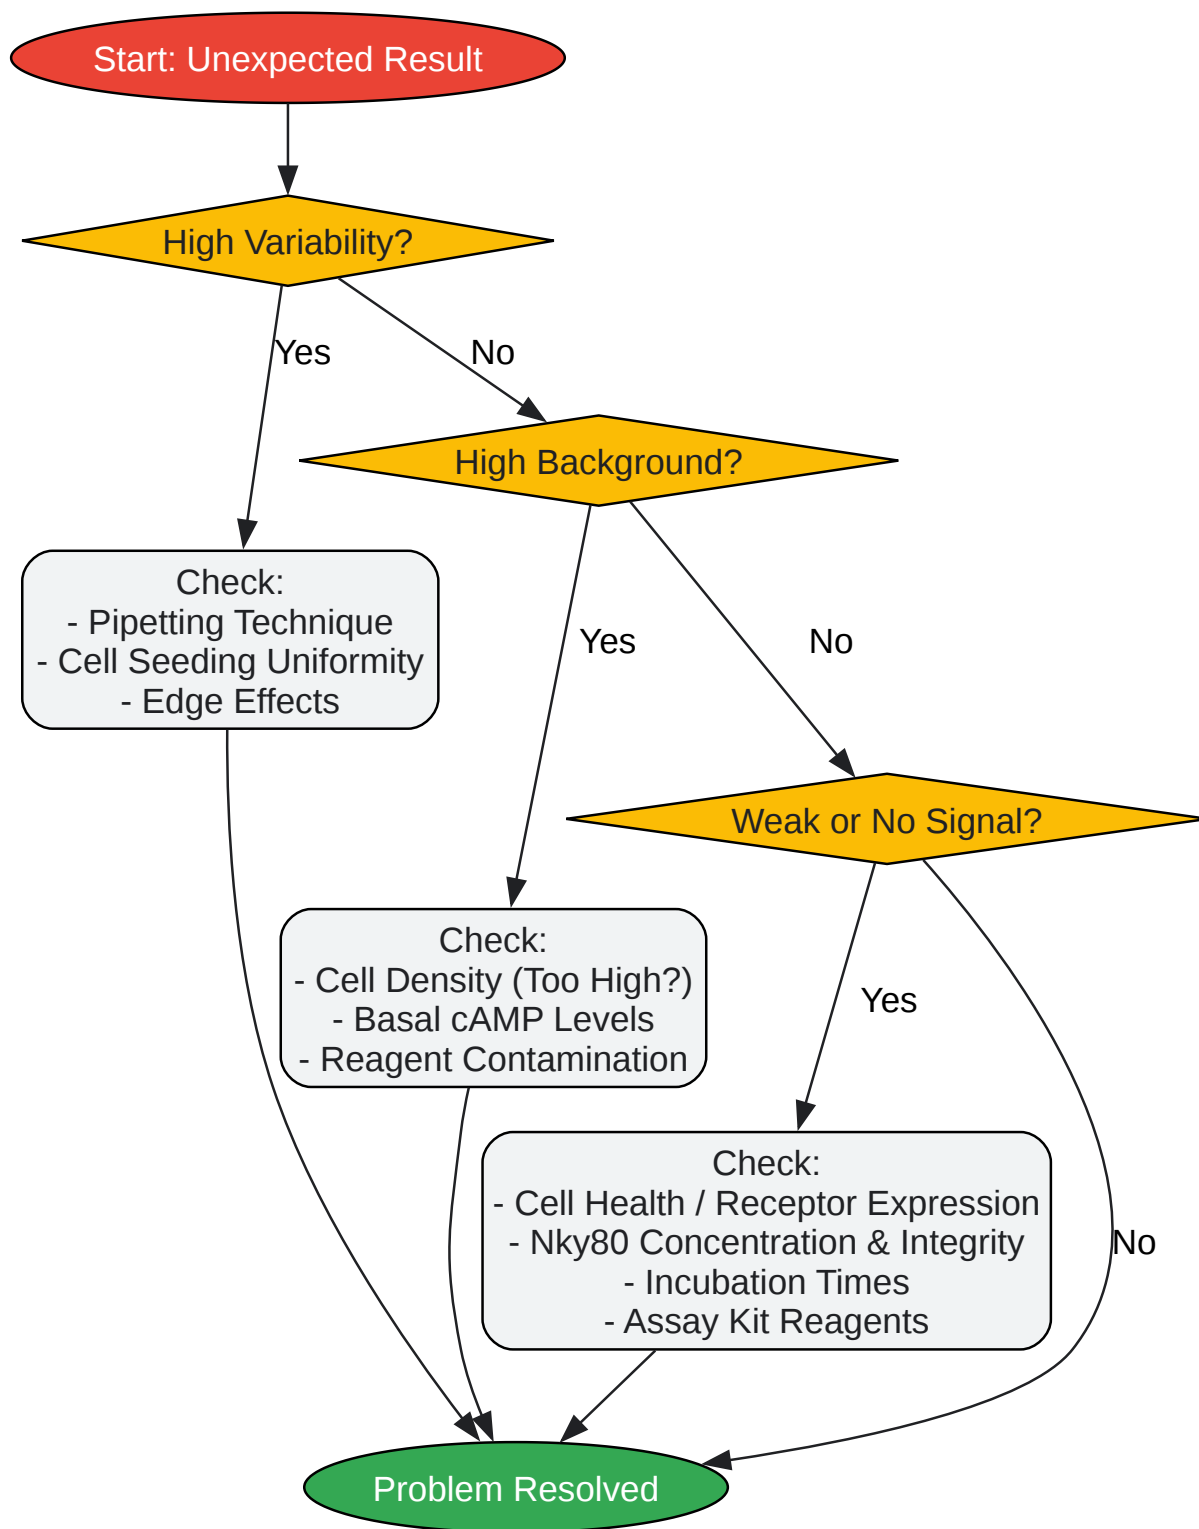 Start: Unexpected Result
High Variability?
Yes
No
High Background?
Check:
- Pipetting Technique
- Cell Seeding Uniformity
- Edge Effects
Yes
No
Weak or No Signal?
Check:
- Cell Density (Too High?)
- Basal cAMP Levels
- Reagent Contamination
Yes
Check:
- Cell Health / Receptor Expression
- Nky80 Concentration & Integrity
- Incubation Times
- Assay Kit Reagents
No
Problem Resolved